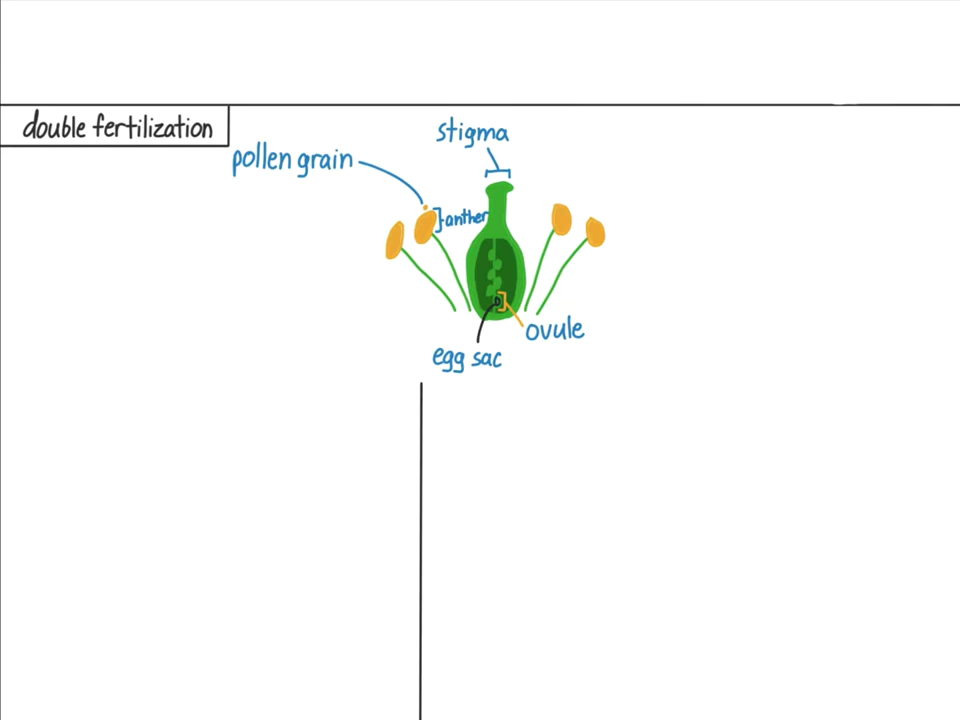 double fertilization
stigma
pollen grain
anther
ovule
egg sac